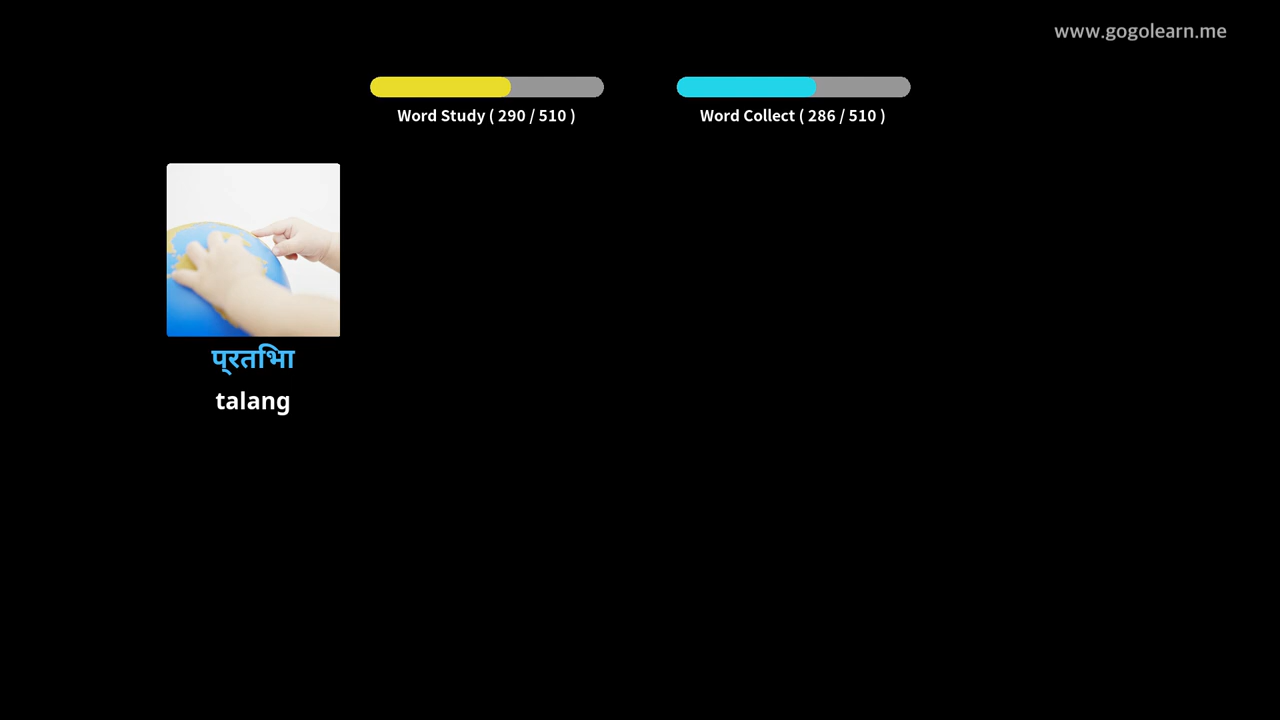 www.gogolearn.me
Word Study ( 290 / 510 )
Word Collect ( 286 / 510 )
प्रतिभा
talang